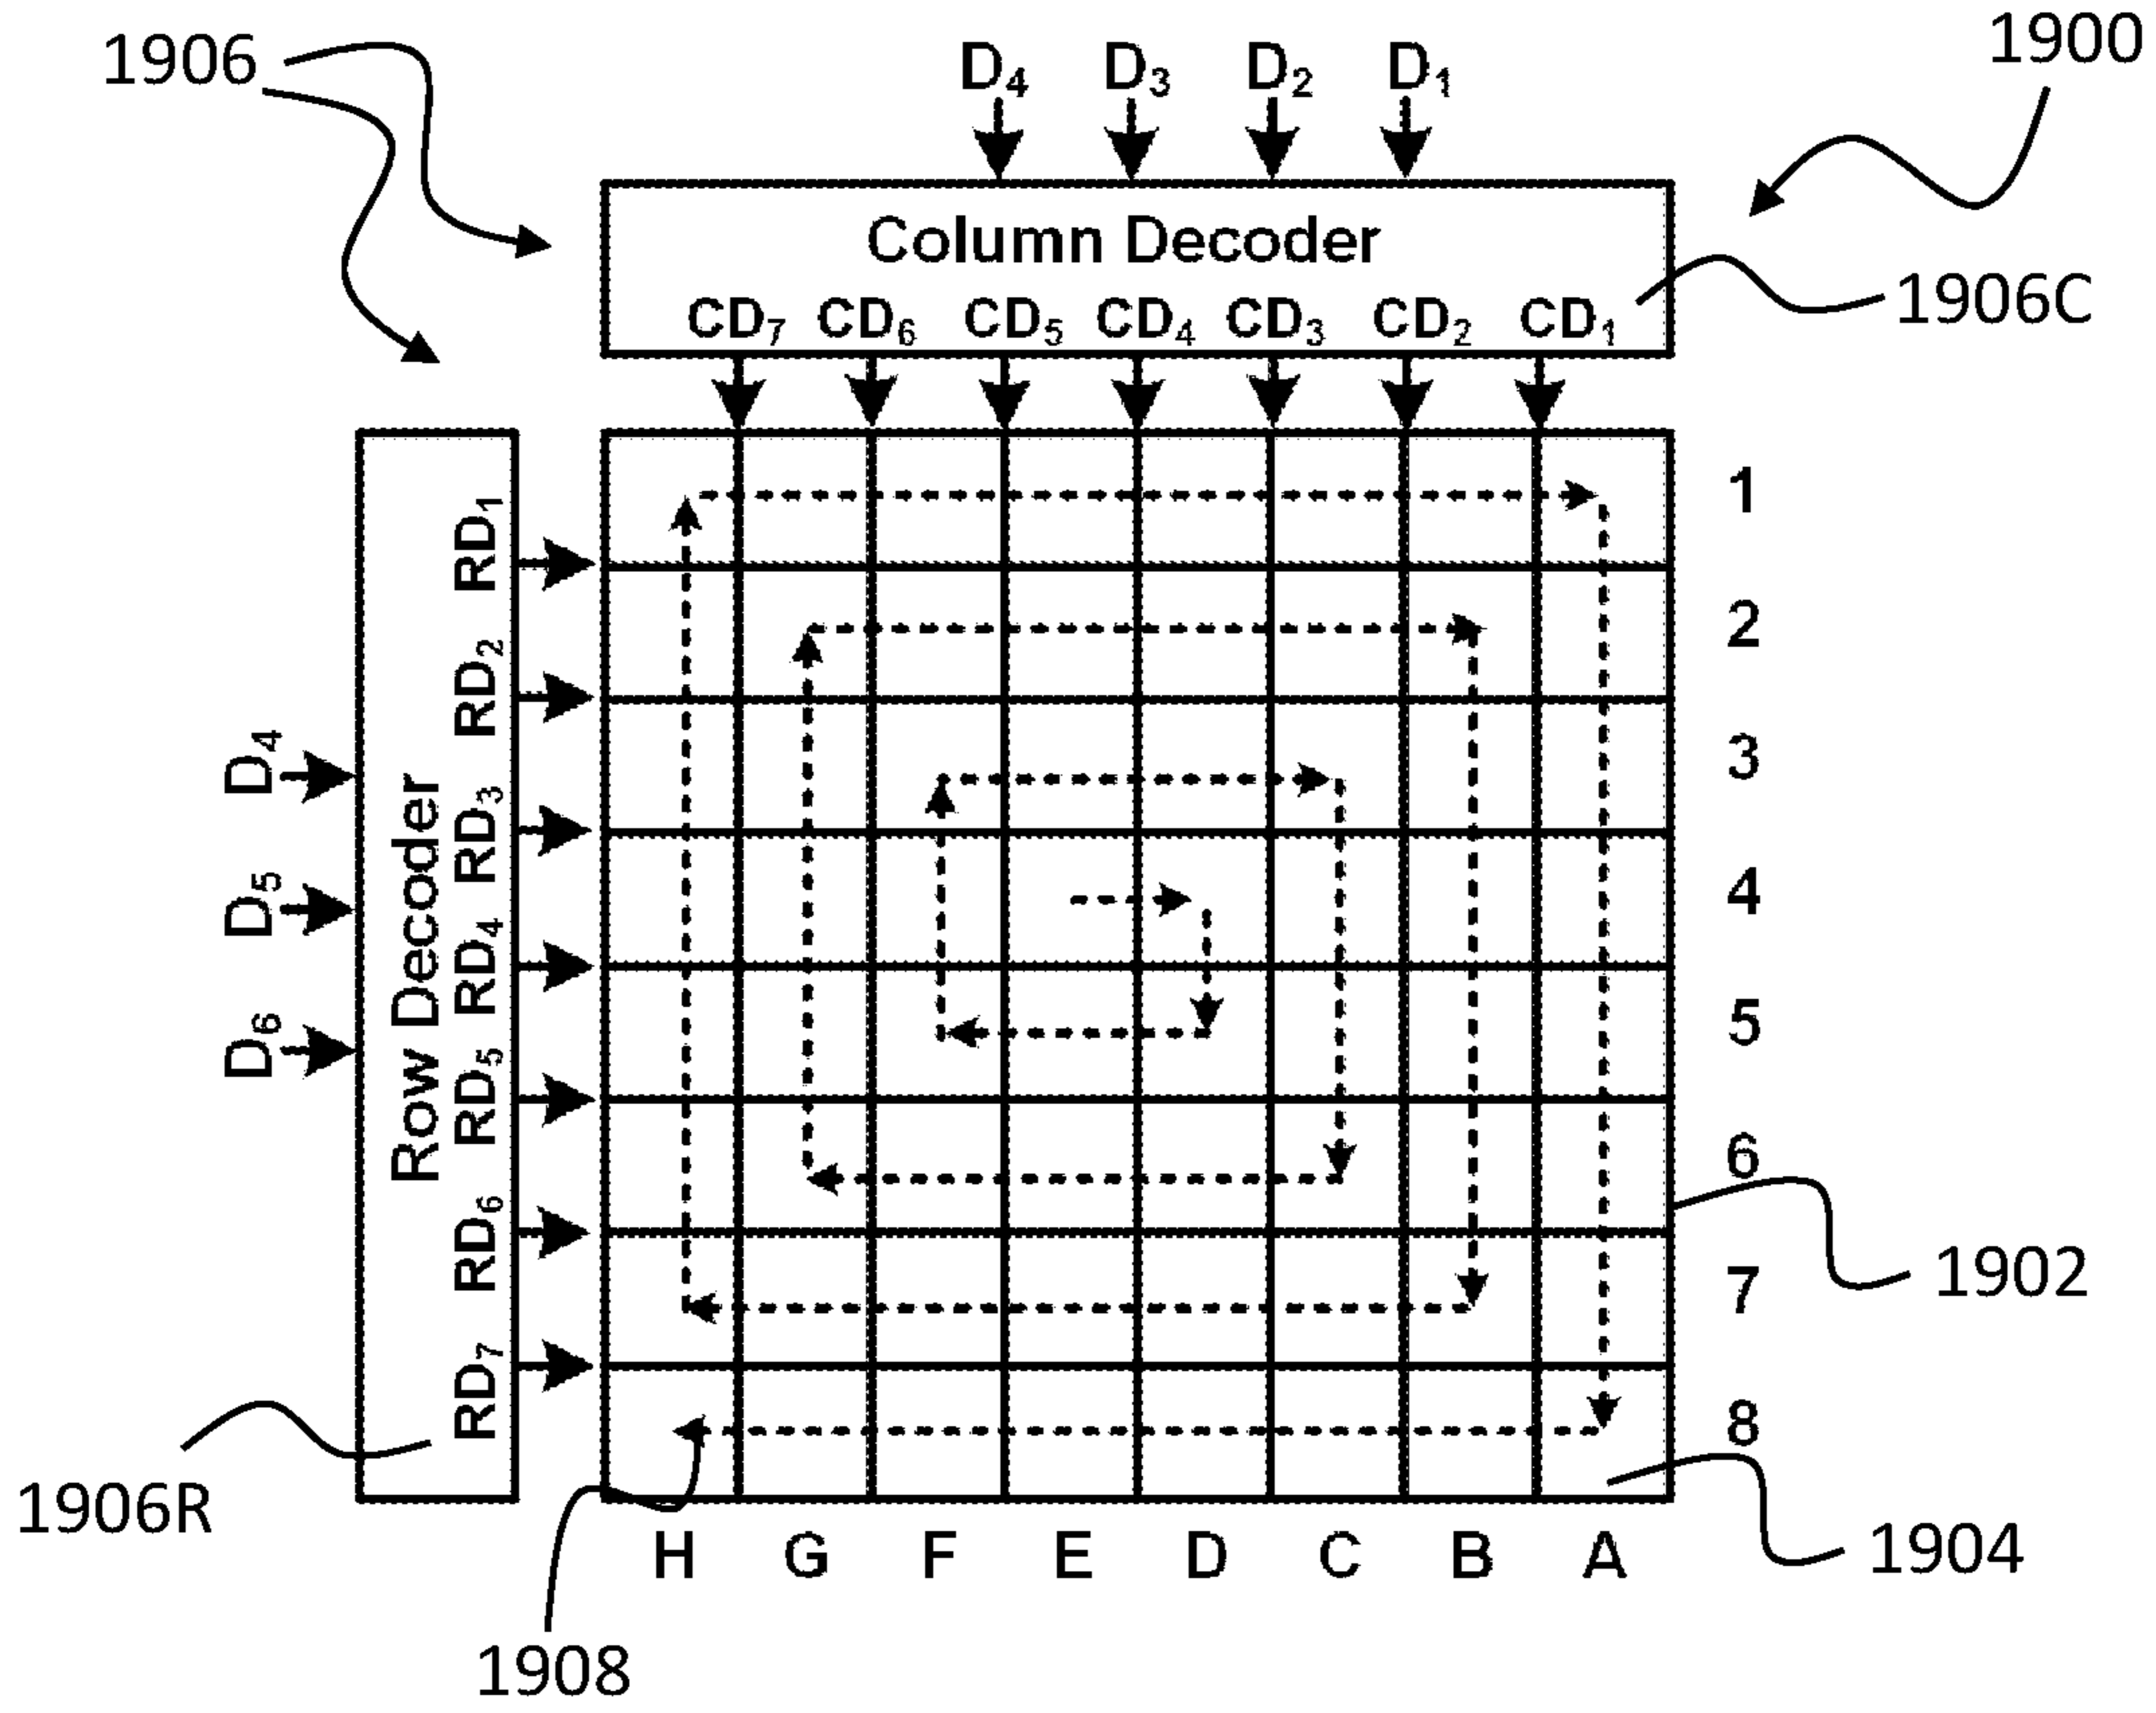 1906
1900
D₄ D₃ D₂ D₁
Column Decoder
1906C
CD₇ CD₆ CD₅ CD₄ CD₃ CD₂ CD₁
Row Decoder
D₄
D₅
D₆
RD₁
RD₂
RD₃
RD₄
RD₅
RD₆
RD₇
1
2
3
4
5
6
7
8
1902
1906R
H G F E D C B A
1904
1908